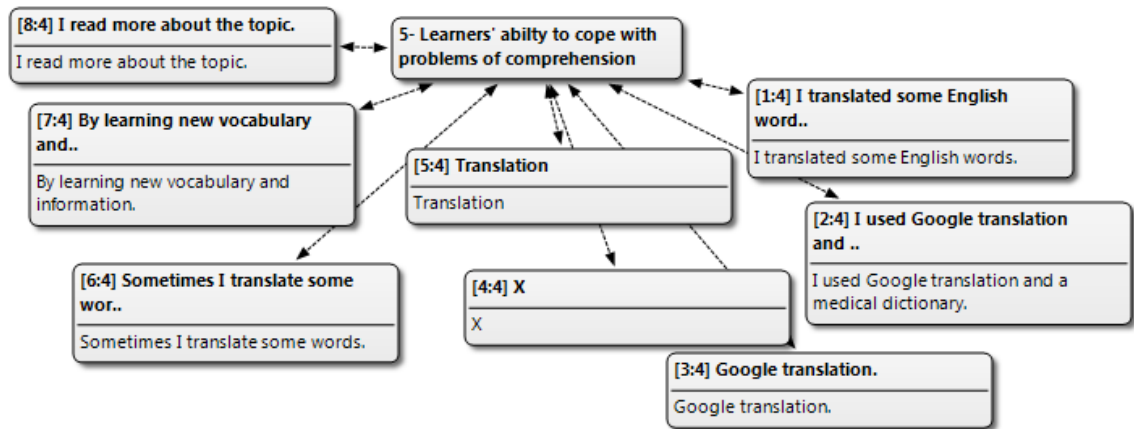 [8:4] I read more about the topic.
I read more about the topic.
5- Learners' abilty to cope with
problems of comprehension
[1:4] I translated some English
word..
I translated some English words.
[7:4] By learning new vocabulary
and..
By learning new vocabulary and
information.
[5:4] Translation
Translation
[2:4] I used Google translation
and ..
I used Google translation and a
medical dictionary.
[6:4] Sometimes I translate some
wor..
Sometimes I translate some words.
[4:4] X
X
[3:4] Google translation.
Google translation.